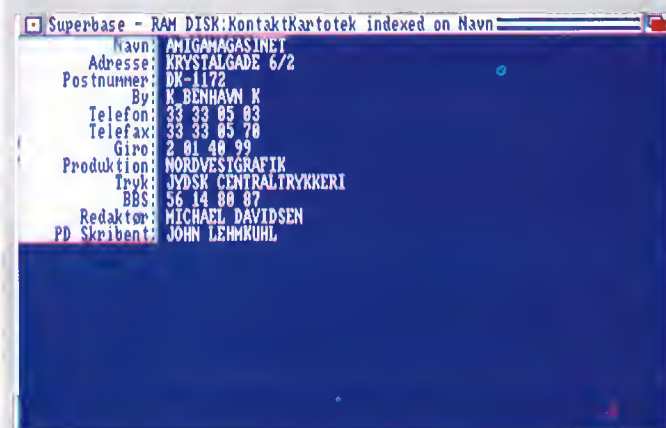 Superbase - RAM DISK:KontaktKartotek indexed on Navn
Navn: AMIGAMAGASINET
Adresse: KRYSTALGADE 6/2
Postnummer: DK-1172
By: K_BENHAVN K
Telefon: 33 33 05 03
Telefax: 33 33 05 70
Giro: 2 01 40 99
Produktion: NORDVESTGRAFIK
Tryk: JYDSK CENTRALTRYKKERI
BBS: 56 14 80 87
Redaktør: MICHAEL DAVIDSEN
PD Skribent: JOHN LEHMKUHL